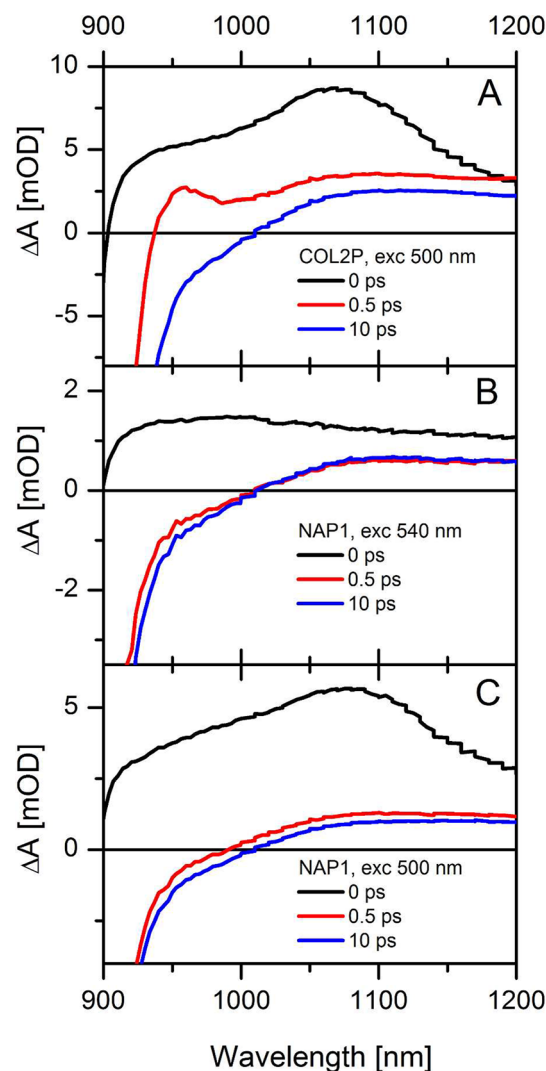 900 1000 1100 1200
10
5
0
-5
ΔA [mOD]
A
COL2P, exc 500 nm
0 ps
0.5 ps
10 ps
2
0
-2
ΔA [mOD]
B
NAP1, exc 540 nm
0 ps
0.5 ps
10 ps
5
0
ΔA [mOD]
C
NAP1, exc 500 nm
0 ps
0.5 ps
10 ps
900 1000 1100 1200
Wavelength [nm]